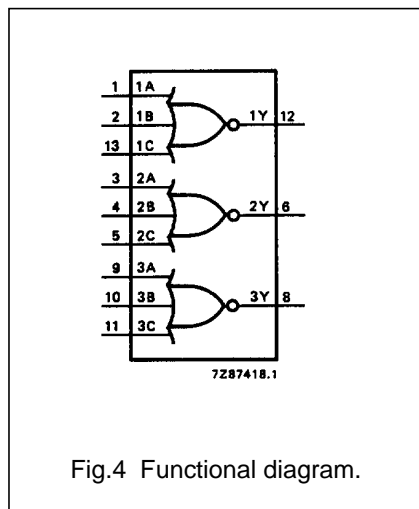 1 1A
2 1B 1Y 12
13 1C
3 2A
4 2B 2Y 6
5 2C
9 3A
10 3B 3Y 8
11 3C
7Z87418.1
Fig.4 Functional diagram.